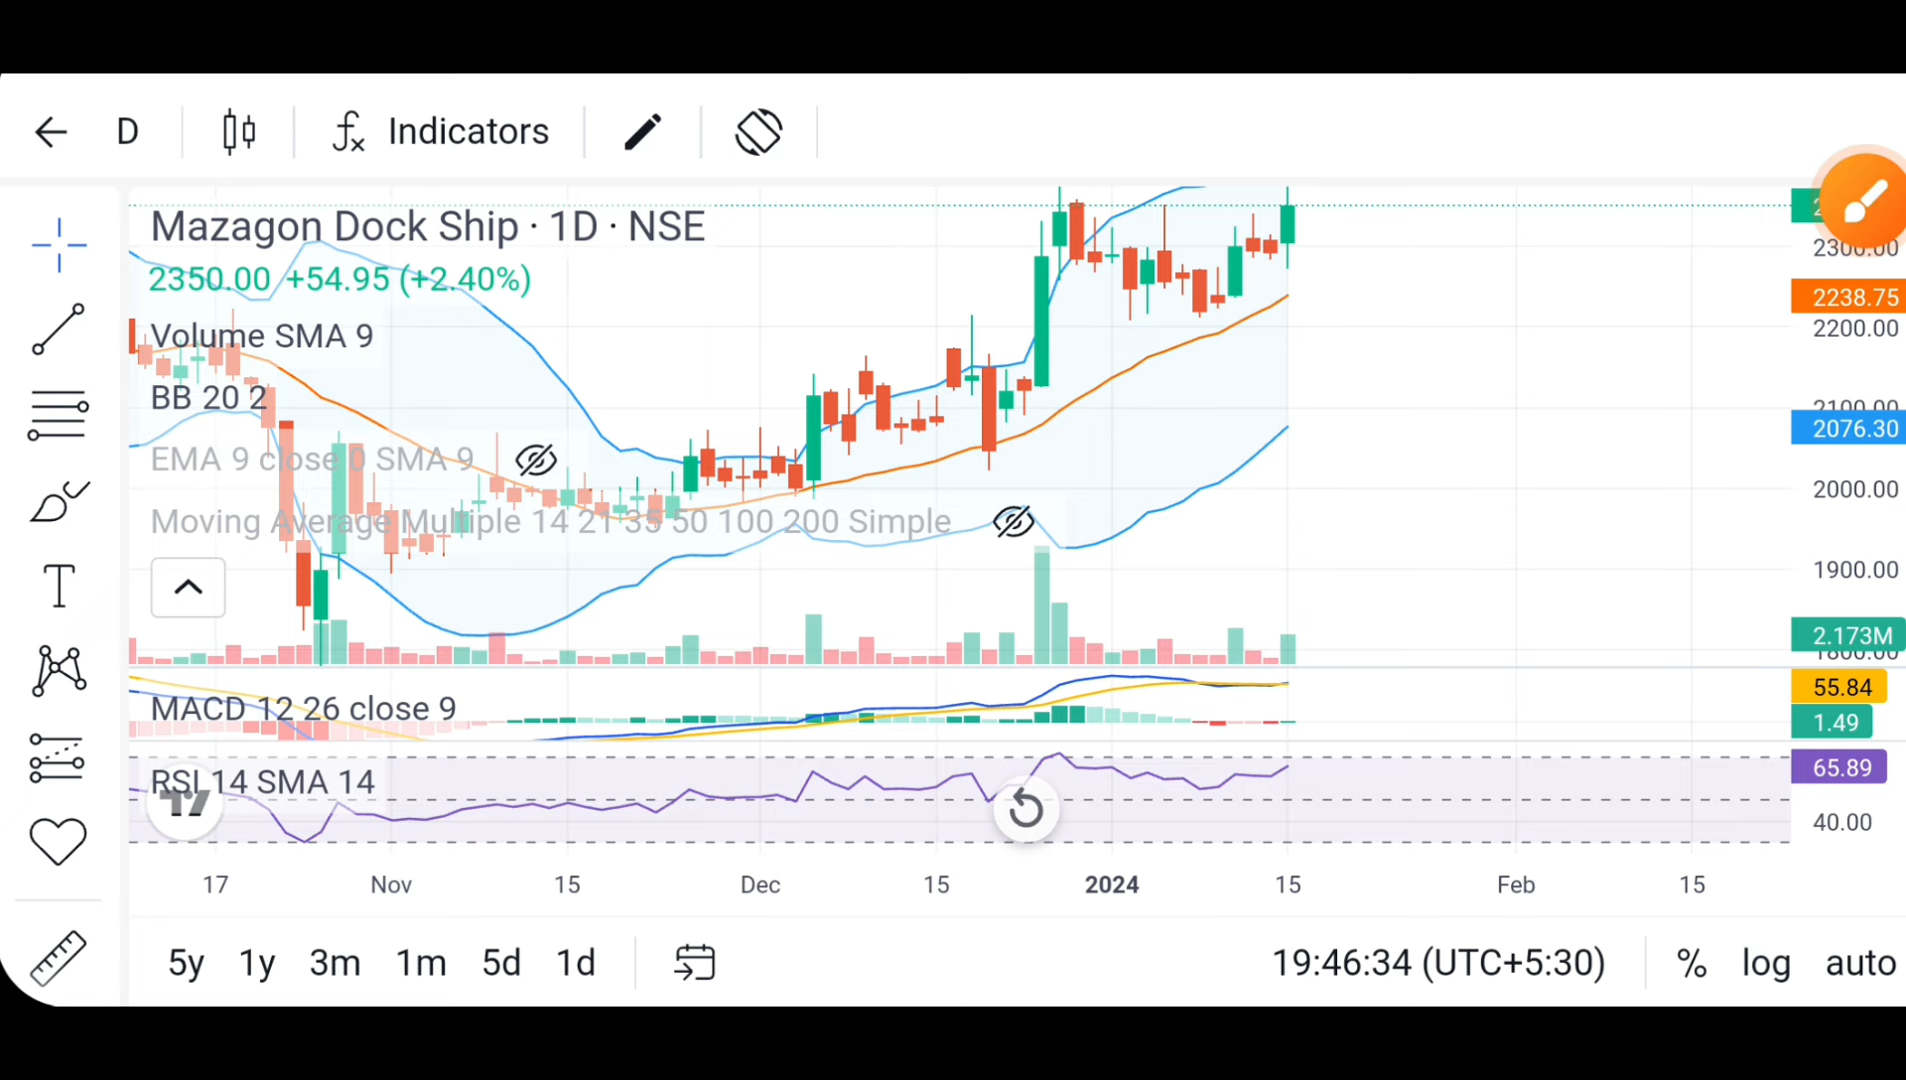 D Indicators
Mazagon Dock Ship · 1D · NSE
2350.00 +54.95 (+2.40%)
Volume SMA 9
BB 20 2
EMA 9 close 0 SMA 9
Moving Average Multiple 14 21 35 50 100 200 Simple
MACD 12 26 close 9
RSI 14 SMA 14
2300.00
2238.75
2200.00
2100.00
2076.30
2000.00
1900.00
2.173M
1800.00
55.84
1.49
65.89
40.00
17 Nov 15 Dec 15 2024 15 Feb 15
5y 1y 3m 1m 5d 1d 19:46:34 (UTC+5:30) % log auto